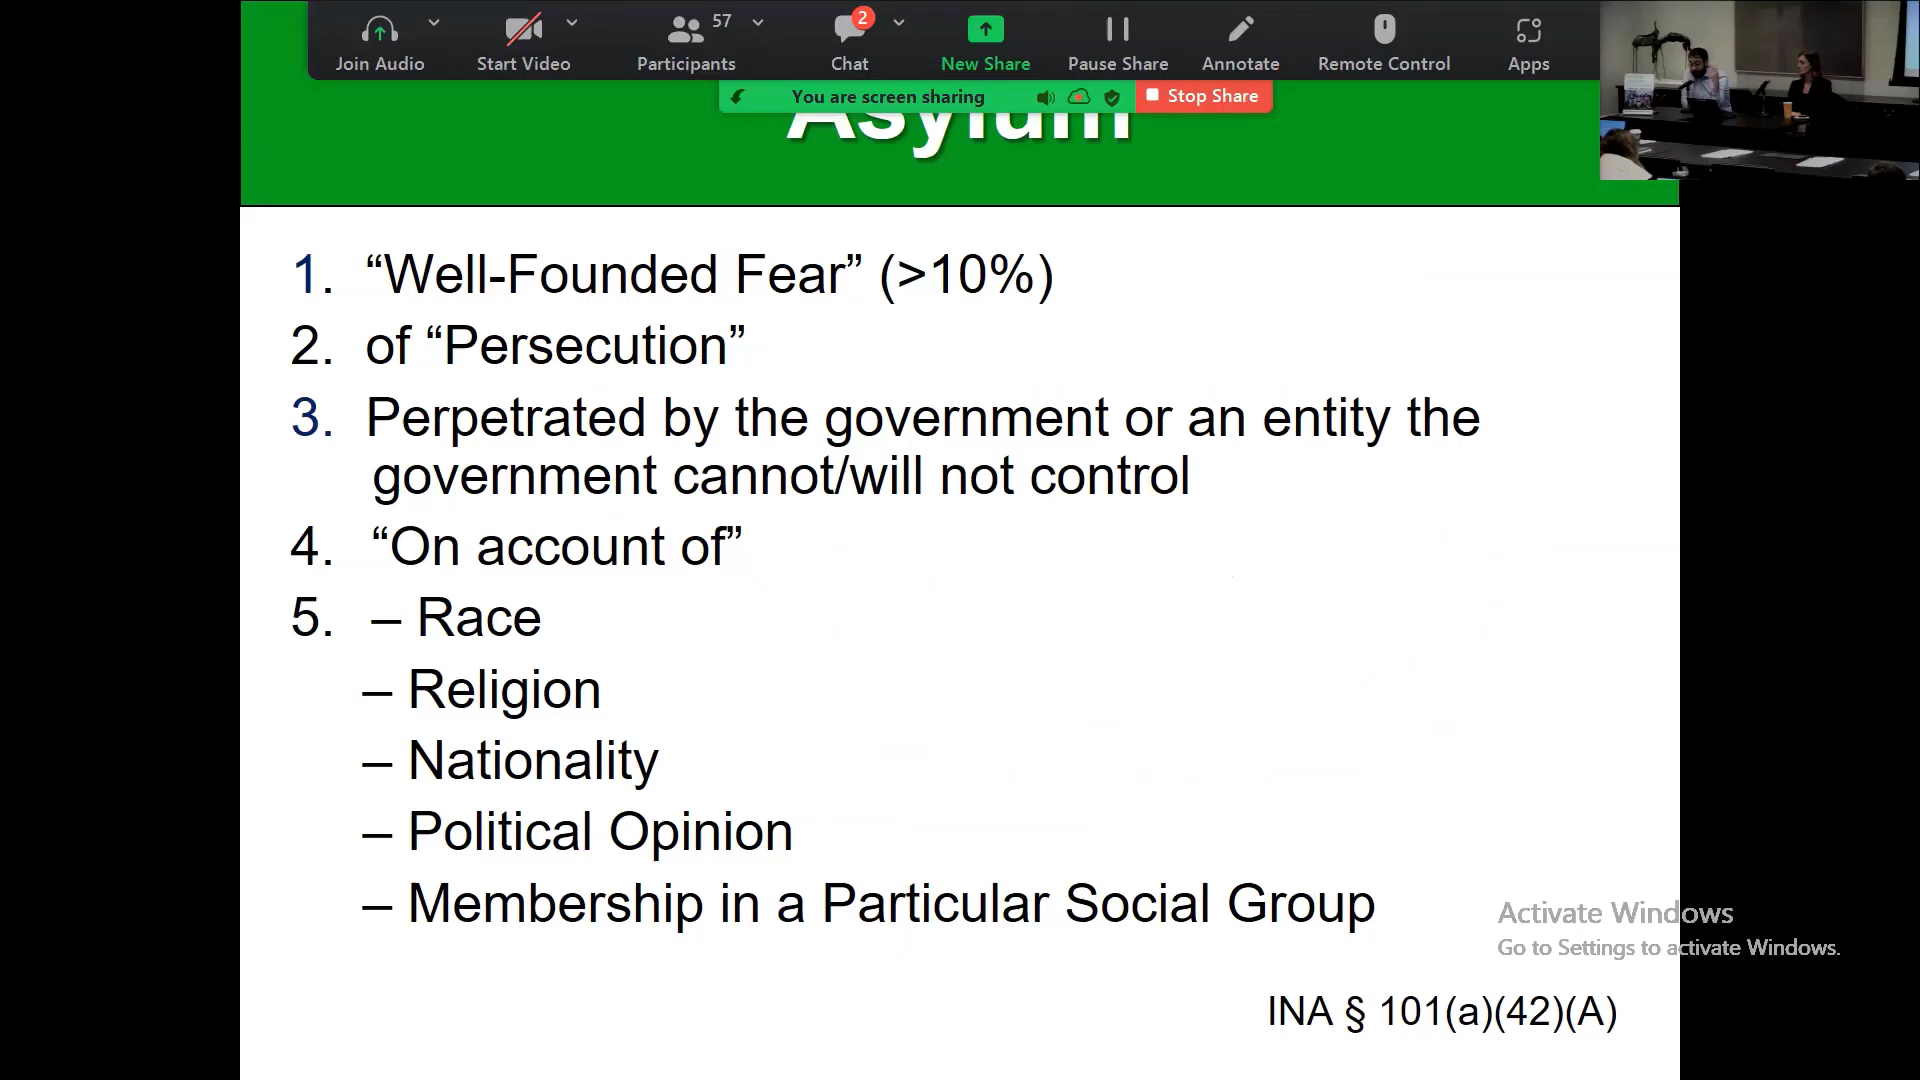 57
2
Join Audio
Start Video
Participants
Chat
New Share
Pause Share
Annotate
Remote Control
Apps
You are screen sharing
Stop Share
Asylum
1. “Well-Founded Fear” (>10%)
2. of “Persecution”
3. Perpetrated by the government or an entity the
government cannot/will not control
4. “On account of”
5. – Race
– Religion
– Nationality
– Political Opinion
– Membership in a Particular Social Group
Activate Windows
Go to Settings to activate Windows.
INA § 101(a)(42)(A)